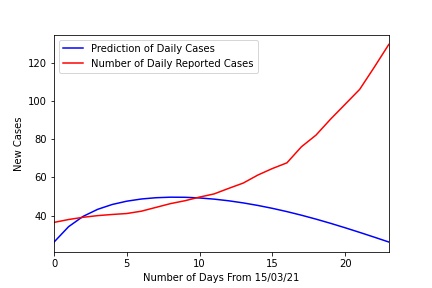 Prediction of Daily Cases
Number of Daily Reported Cases
New Cases
120
100
80
60
40
0 5 10 15 20
Number of Days From 15/03/21